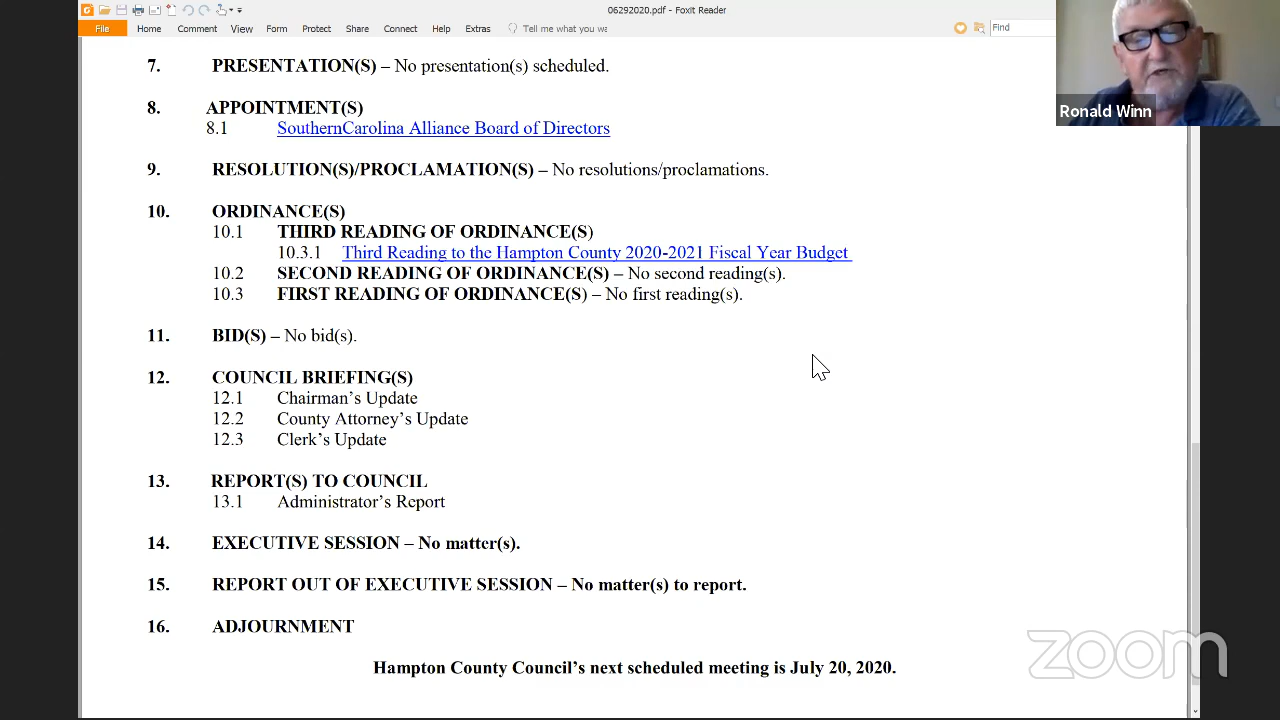 06292020.pdf - Foxit Reader
File Home Comment View Form Protect Share Connect Help Extras Tell me what you wa Find
Ronald Winn
7. PRESENTATION(S) – No presentation(s) scheduled.
8. APPOINTMENT(S)
8.1 SouthernCarolina Alliance Board of Directors
9. RESOLUTION(S)/PROCLAMATION(S) – No resolutions/proclamations.
10. ORDINANCE(S)
10.1 THIRD READING OF ORDINANCE(S)
10.3.1 Third Reading to the Hampton County 2020-2021 Fiscal Year Budget
10.2 SECOND READING OF ORDINANCE(S) – No second reading(s).
10.3 FIRST READING OF ORDINANCE(S) – No first reading(s).
11. BID(S) – No bid(s).
12. COUNCIL BRIEFING(S)
12.1 Chairman’s Update
12.2 County Attorney’s Update
12.3 Clerk’s Update
13. REPORT(S) TO COUNCIL
13.1 Administrator’s Report
14. EXECUTIVE SESSION – No matter(s).
15. REPORT OUT OF EXECUTIVE SESSION – No matter(s) to report.
16. ADJOURNMENT
Hampton County Council’s next scheduled meeting is July 20, 2020.
zoom